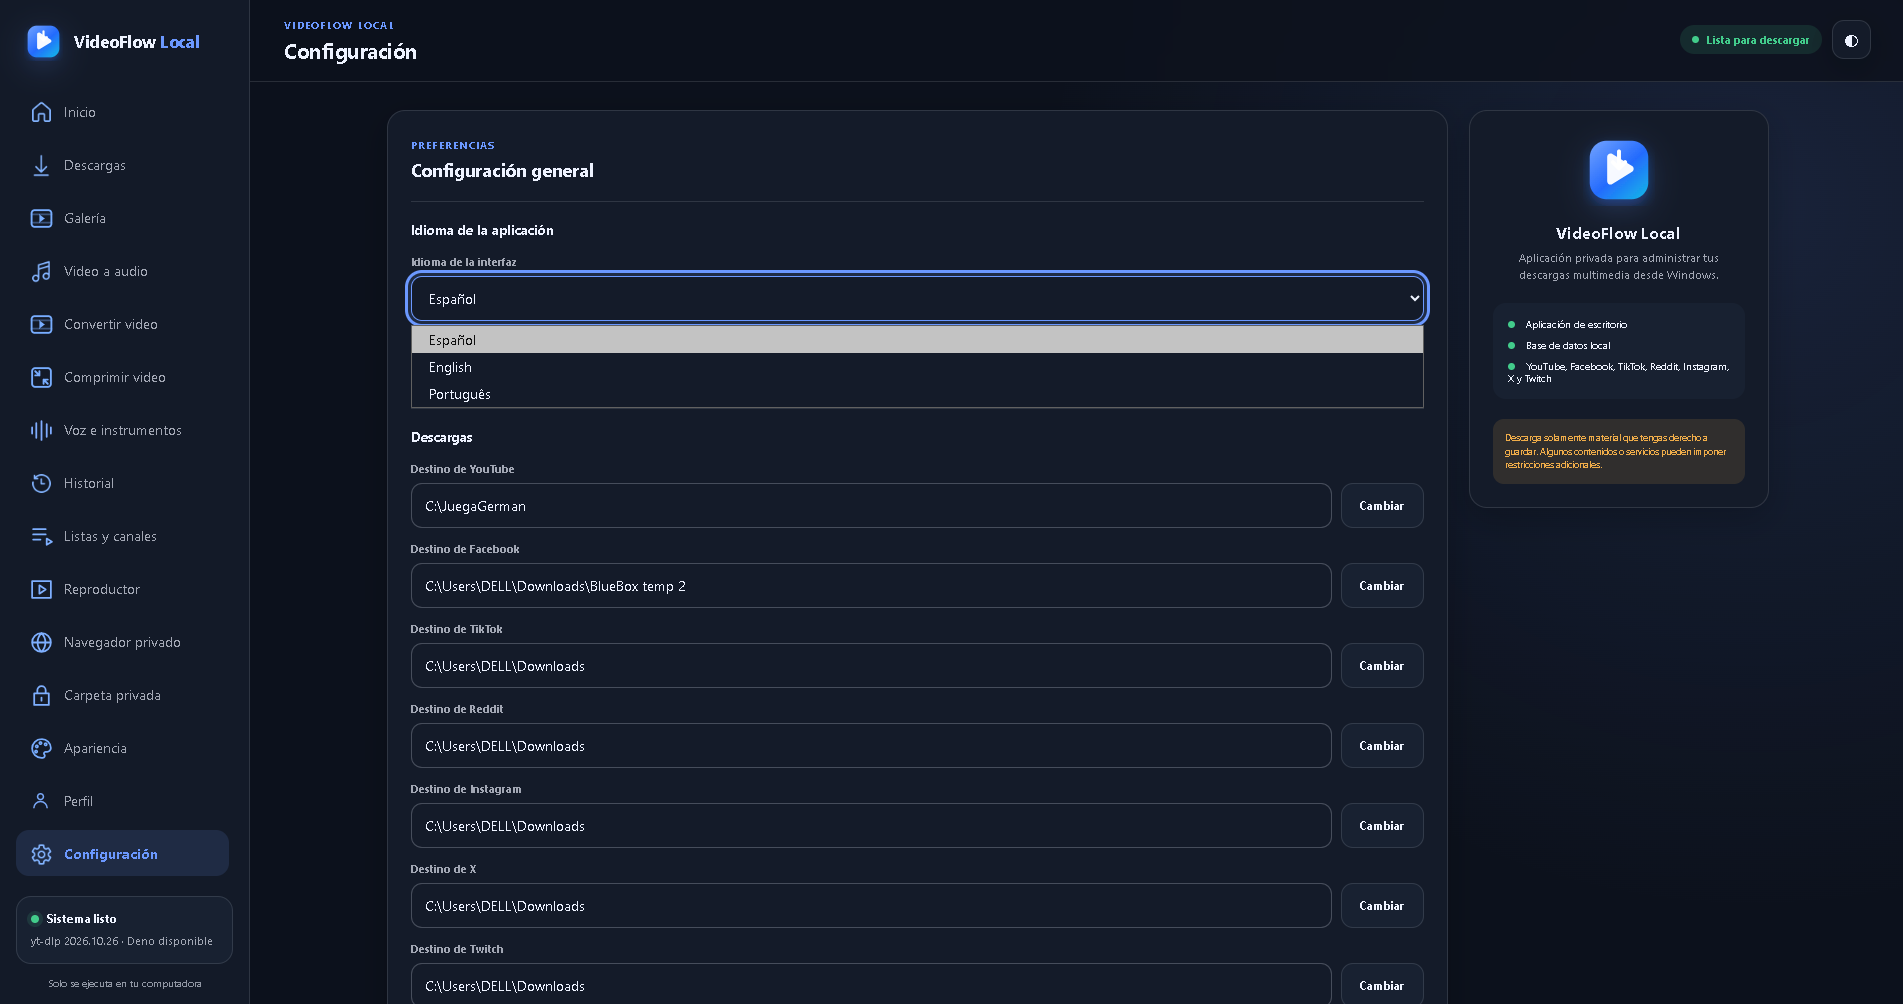 VideoFlow Local
Inicio
Descargas
Galería
Video a audio
Convertir video
Comprimir video
Voz e instrumentos
Historial
Listas y canales
Reproductor
Navegador privado
Carpeta privada
Apariencia
Perfil
Configuración
Sistema listo
yt-dlp 2026.10.26 · Deno disponible
Solo se ejecuta en tu computadora
VIDEOFLOW LOCAL
Configuración
Lista para descargar
PREFERENCIAS
Configuración general
Idioma de la aplicación
Idioma de la interfaz
Español
Español
English
Português
Descargas
Destino de YouTube
C:\JuegaGerman
Cambiar
Destino de Facebook
C:\Users\DELL\Downloads\BlueBox temp 2
Cambiar
Destino de TikTok
C:\Users\DELL\Downloads
Cambiar
Destino de Reddit
C:\Users\DELL\Downloads
Cambiar
Destino de Instagram
C:\Users\DELL\Downloads
Cambiar
Destino de X
C:\Users\DELL\Downloads
Cambiar
Destino de Twitch
C:\Users\DELL\Downloads
Cambiar
VideoFlow Local
Aplicación privada para administrar tus
descargas multimedia desde Windows.
Aplicación de escritorio
Base de datos local
YouTube, Facebook, TikTok, Reddit, Instagram,
X y Twitch
Descarga solamente material que tengas derecho a
guardar. Algunos contenidos o servicios pueden imponer
restricciones adicionales.